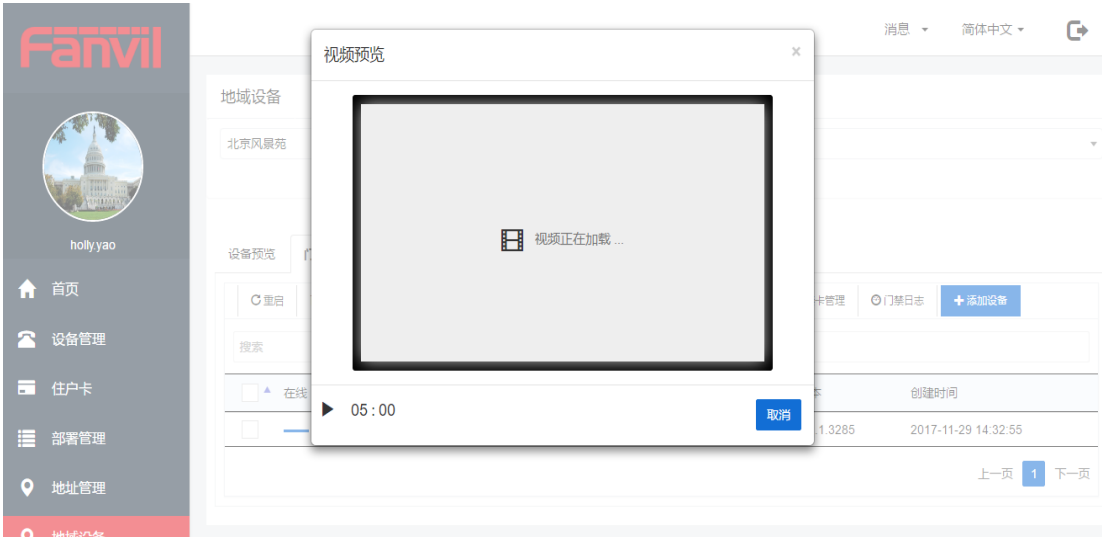 Fanvil
消息
简体中文
视频预览
×
地域设备
北京风景苑
holly.yao
视频正在加载 ...
设备预览
首页
重启
卡管理
门禁日志
添加设备
设备管理
搜索
住户卡
在线
创建时间
05 : 00
取消
.1.3285
2017-11-29 14:32:55
部署管理
上一页
1
下一页
地址管理
地域设备